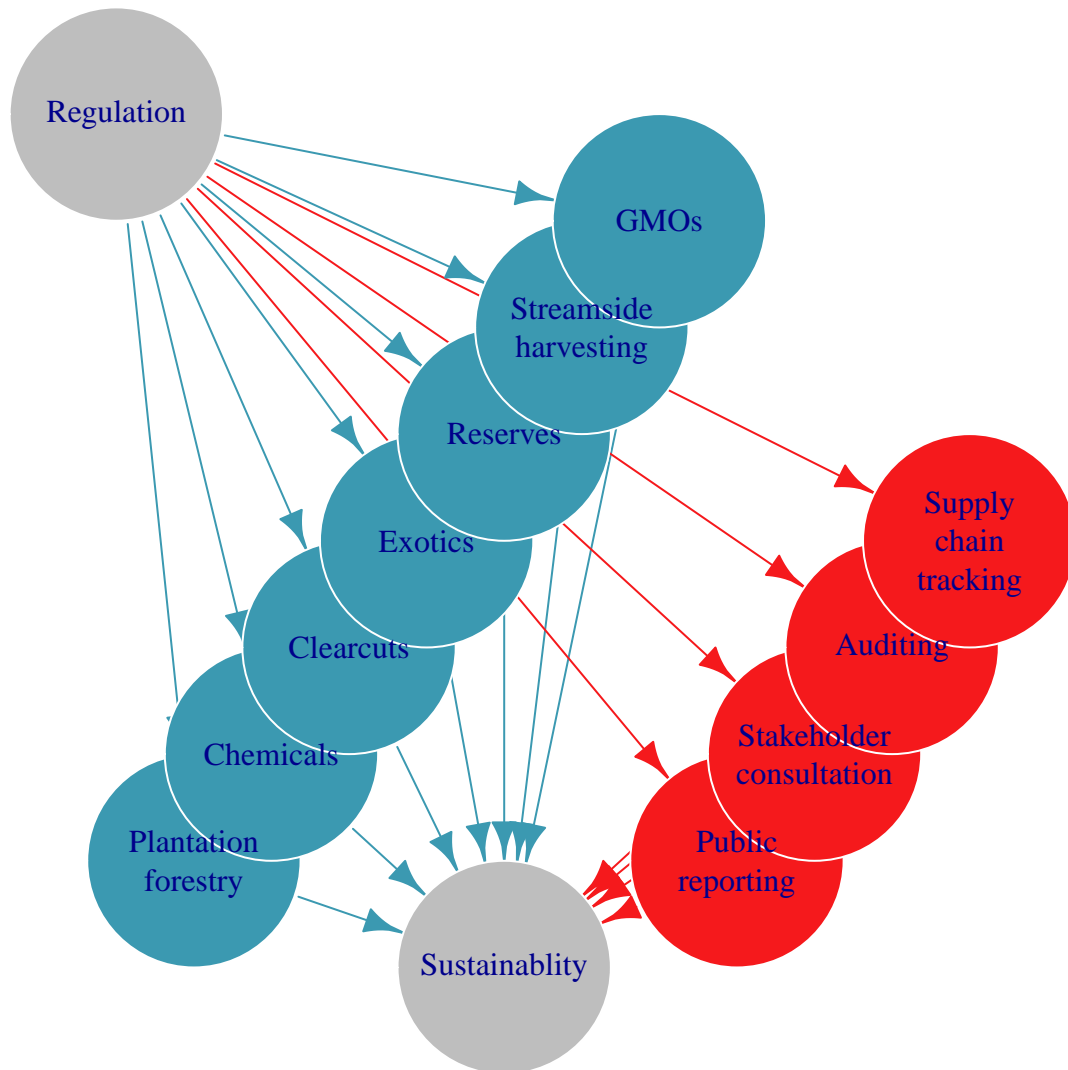 Regulation
GMOs
Streamside
harvesting
Reserves
Supply
chain
tracking
Exotics
Auditing
Clearcuts
Stakeholder
consultation
Chemicals
Public
reporting
Plantation
forestry
Sustainablity